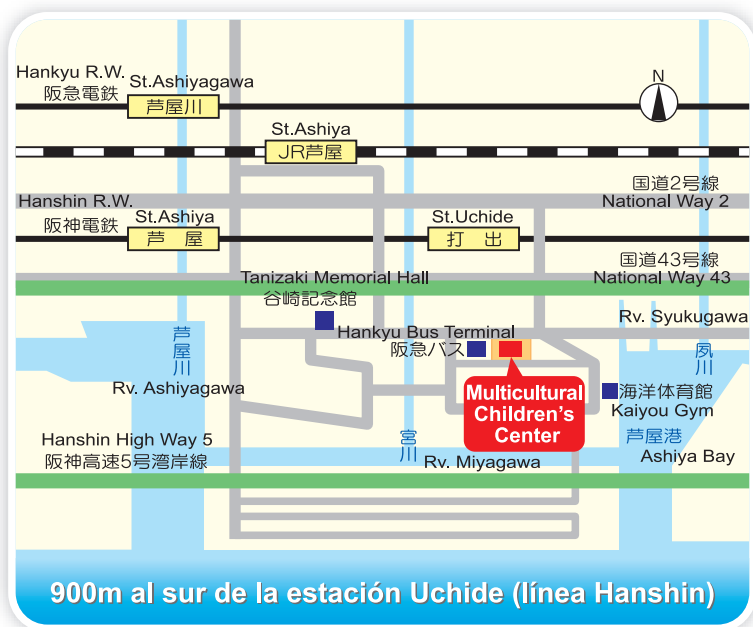 Hankyu R.W.
阪急電鉄
St.Ashiyagawa
芦屋川
N
St.Ashiya
JR芦屋
Hanshin R.W.
阪神電鉄
St.Ashiya
芦 屋
St.Uchide
打 出
国道2号線
National Way 2
国道43号線
National Way 43
Tanizaki Memorial Hall
谷崎記念館
Hankyu Bus Terminal
阪急バス
Rv. Syukugawa
夙川
芦屋川
Rv. Ashiyagawa
Multicultural
Children's
Center
海洋体育館
Kaiyou Gym
芦屋港
Ashiya Bay
宮川
Rv. Miyagawa
Hanshin High Way 5
阪神高速5号湾岸線
900m al sur de la estación Uchide (línea Hanshin)